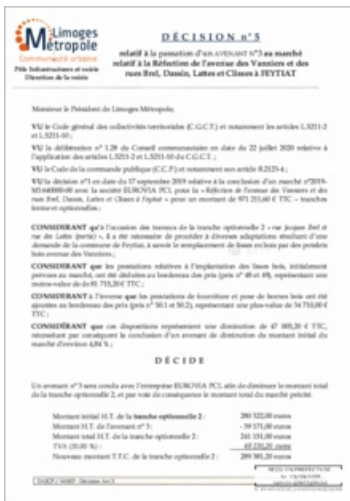 Limoges
Métropole
Communauté urbaine
Pôle Infrastructures et voirie
Direction de la voirie
DÉCISION n°5
relatif à la passation d'un AVENANT N°3 au marché
relatif à la Réfection de l'avenue des Vanniers et des
rues Brel, Dassin, Lattes et Clisses à FEYTIAT
Monsieur le Président de Limoges Métropole,
VU le Code général des collectivités territoriales (C.G.C.T.) et notamment les articles L.5211-2
et L.5211-10 ;
VU la délibération n° 1.28 du Conseil communautaire en date du 22 juillet 2020 relative à
l'application des articles L.5211-2 et L.5211-10 du C.G.C.T. ;
VU le Code de la commande publique (C.C.P.) et notamment son article R.2123-4 ;
VU la décision n°1 en date du 17 septembre 2019 relative à la conclusion d'un marché n°2019-
avec la société EUROVIA PCL pour la « Réfection de l'avenue des Vanniers et des
rues Brel, Dassin, Lattes et Clisses à Feytiat » pour un montant de 971 211,60 € TTC – tranches
ferme et optionnelles ;
CONSIDERANT qu'à l'occasion des travaux de la tranche optionnelle 2 « rue Jacques Brel et
rue des Lattes (partie) », il a été nécessaire de procéder à diverses adaptations résultant d'une
demande de la commune de Feytiat, à savoir le remplacement de lisses en bois par des potelets
bois avenue des Vanniers ;
CONSIDERANT que les prestations relatives à l'implantation des lisses bois, initialement
prévues au marché, ont été déduites au bordereau des prix (prix n° 48 et 49), représentant une
moins-value de de 81 715,20 € TTC ;
CONSIDERANT à l'inverse que les prestations de fourniture et pose de bornes bois ont été
ajoutées au bordereau des prix (prix n° 50.1 et 50.2), représentant une plus-value de 34 710,00 €
TTC ;
CONSIDÉRANT que ces dispositions représentent une diminution de 47 005,20 € TTC,
nécessitant par conséquent la conclusion d'un avenant de diminution du montant initial du
marché d'environ 4,84 % ;
DÉCIDE
Un avenant n° 3 sera conclu avec l'entreprise EUROVIA PCL afin de diminuer le montant total
de la tranche optionnelle 2, et par voie de conséquence le montant total du marché précité.
Montant initial H.T. de la tranche optionnelle 2 : 280 322,00 euros
Montant H.T. de l'avenant n° 3 : - 39 171,00 euros
Montant total H.T. de la tranche optionnelle 2 : 241 151,00 euros
TVA (20.00 %) : 48 230,20 euros
Nouveau montant T.T.C. de la tranche optionnelle 2 : 289 381,20 euros